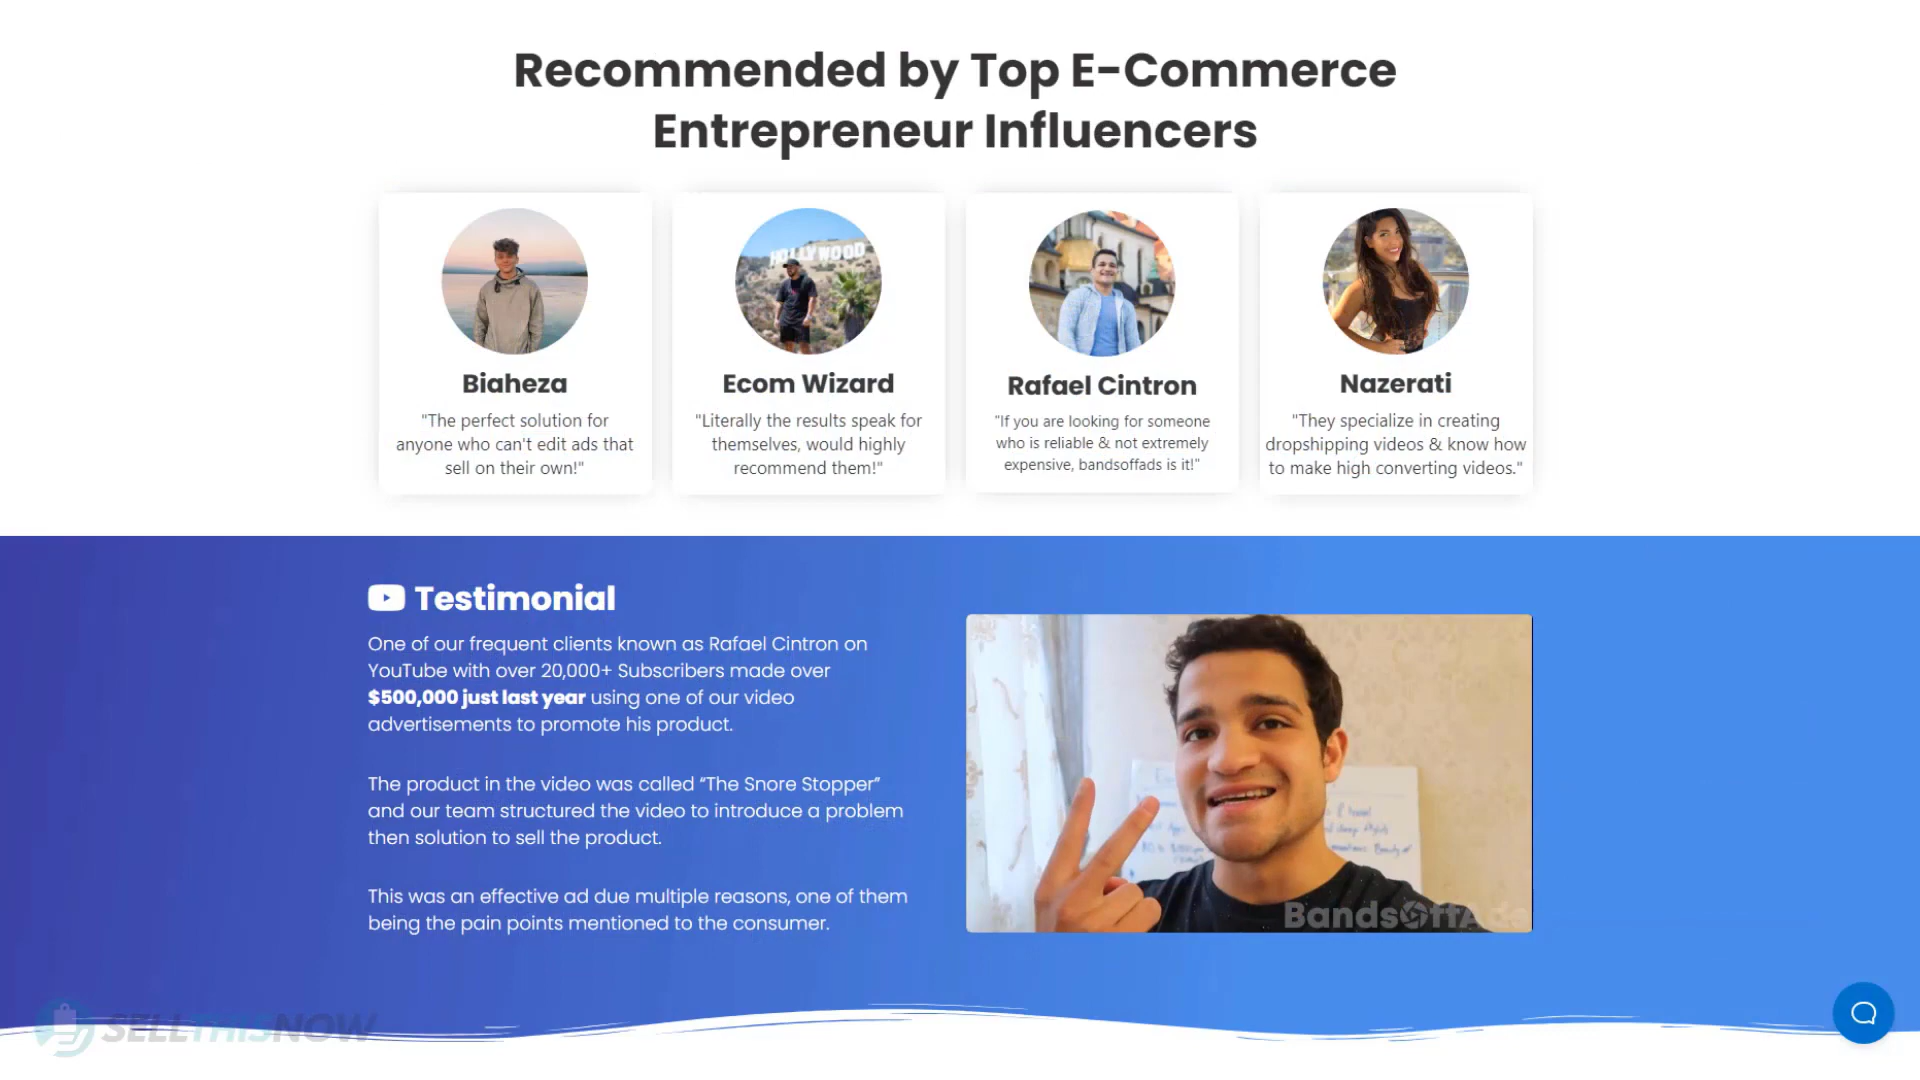 Recommended by Top E-Commerce
Entrepreneur Influencers
HOLLYWOOD
Biaheza
"The perfect solution for
anyone who can't edit ads that
sell on their own!"
Ecom Wizard
"Literally the results speak for
themselves, would highly
recommend them!"
Rafael Cintron
"If you are looking for someone
who is reliable & not extremely
expensive, bandsoffads is it!"
Nazerati
"They specialize in creating
dropshipping videos & know how
to make high converting videos."
Testimonial
One of our frequent clients known as Rafael Cintron on
YouTube with over 20,000+ Subscribers made over
$500,000 just last year using one of our video
advertisements to promote his product.
The product in the video was called “The Snore Stopper”
and our team structured the video to introduce a problem
then solution to sell the product.
This was an effective ad due multiple reasons, one of them
being the pain points mentioned to the consumer.
BandsOffAds
SELLTHISNOW